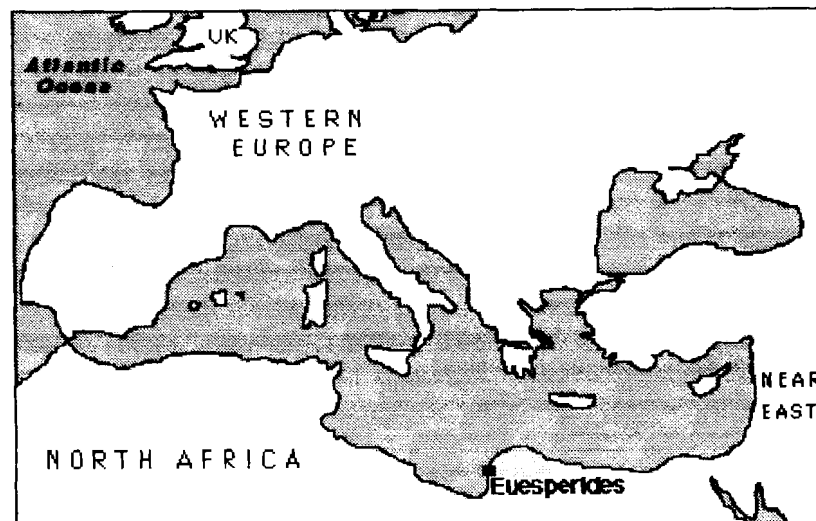 UK
Atlantic
Ocean
WESTERN
EUROPE
NEAR
EAST
NORTH AFRICA
Euesperides